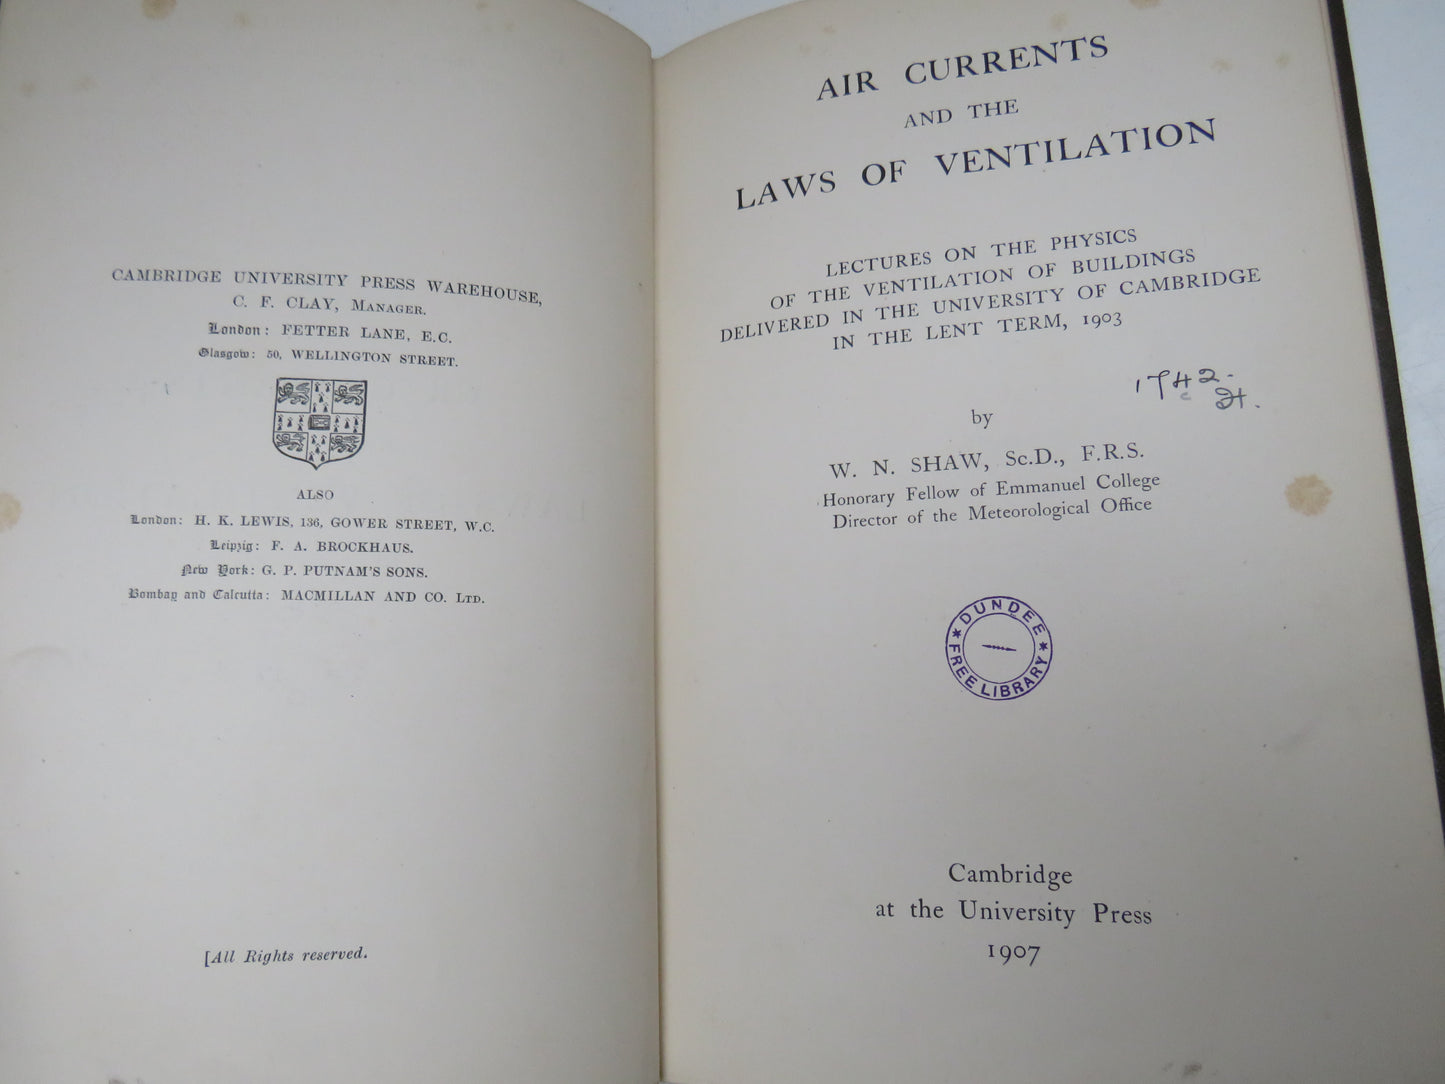 CAMBRIDGE UNIVERSITY PRESS WAREHOUSE,
C. F. CLAY, MANAGER.
London: FETTER LANE, E.C.
Glasgow: 50, WELLINGTON STREET.
ALSO
London: H. K. LEWIS, 136, GOWER STREET, W.C.
Leipzig: F. A. BROCKHAUS.
New York: G. P. PUTNAM'S SONS.
Bombay and Calcutta: MACMILLAN AND CO. LTD.
[All Rights reserved.
AIR CURRENTS
AND THE
LAWS OF VENTILATION
LECTURES ON THE PHYSICS
OF THE VENTILATION OF BUILDINGS
DELIVERED IN THE UNIVERSITY OF CAMBRIDGE
IN THE LENT TERM, 1903
1742.
by
W. N. SHAW, Sc.D., F.R.S.
Honorary Fellow of Emmanuel College
Director of the Meteorological Office
DUNDEE
FREE LIBRARY
Cambridge
at the University Press
1907